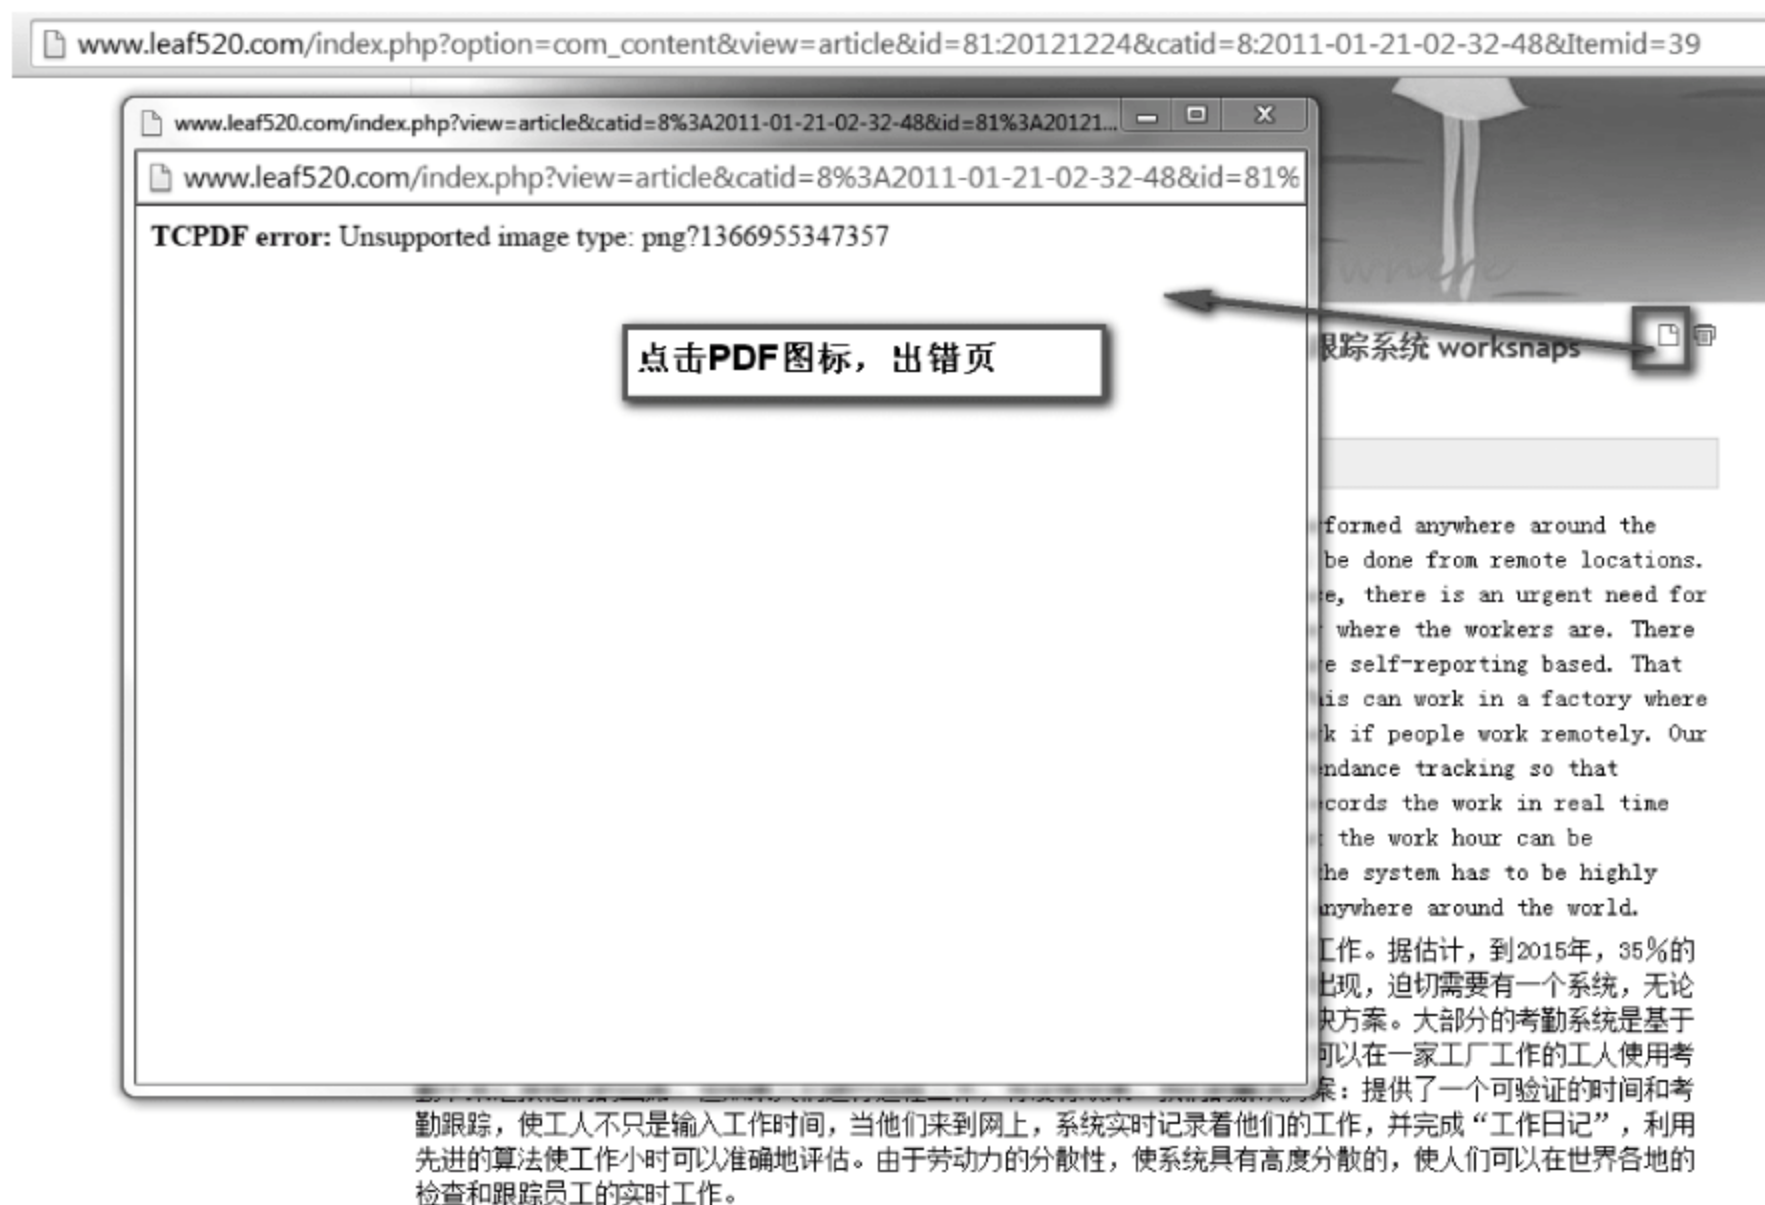 www.leaf520.com/index.php?option=com_content&view=article&id=81:20121224&catid=8:2011-01-21-02-32-48&Itemid=39
www.leaf520.com/index.php?view=article&catid=8%3A2011-01-21-02-32-48&id=81%3A20121...
www.leaf520.com/index.php?view=article&catid=8%3A2011-01-21-02-32-48&id=81%
TCPDF error: Unsupported image type: png?1366955347357
where
点击PDF图标，出错页
跟踪系统 worksnaps
formed anywhere around the
be done from remote locations.
e, there is an urgent need for
where the workers are. There
e self-reporting based. That
his can work in a factory where
k if people work remotely. Our
ndance tracking so that
cords the work in real time
the work hour can be
the system has to be highly
anywhere around the world.
工作。据估计，到2015年，35%的
出现，迫切需要有一个系统，无论
决方案。大部分的考勤系统是基于
可以在一家工厂工作的工人使用考
案：提供了一个可验证的时间和考
勤跟踪，使工人不只是输入工作时间，当他们来到网上，系统实时记录着他们的工作，并完成“工作日记”，利用
先进的算法使工作小时可以准确地评估。由于劳动力的分散性，使系统具有高度分散的，使人们可以在世界各地的
检查和跟踪员工的实时工作。